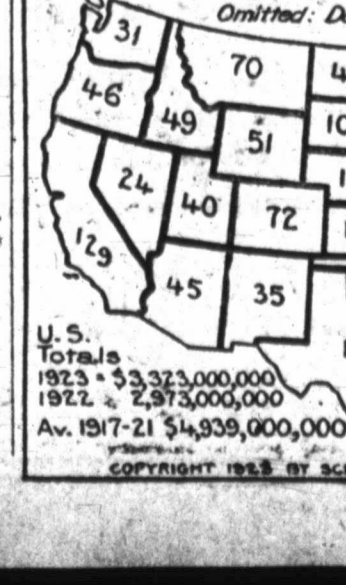 Omitted:
31
70
46
49
51
24
40
72
129
45
35
U. S.
Totals
1923 - $3,323,000,000
1922 2,973,000,000
Av. 1917-21 $4,939,000,000
COPYRIGHT 1923 BY